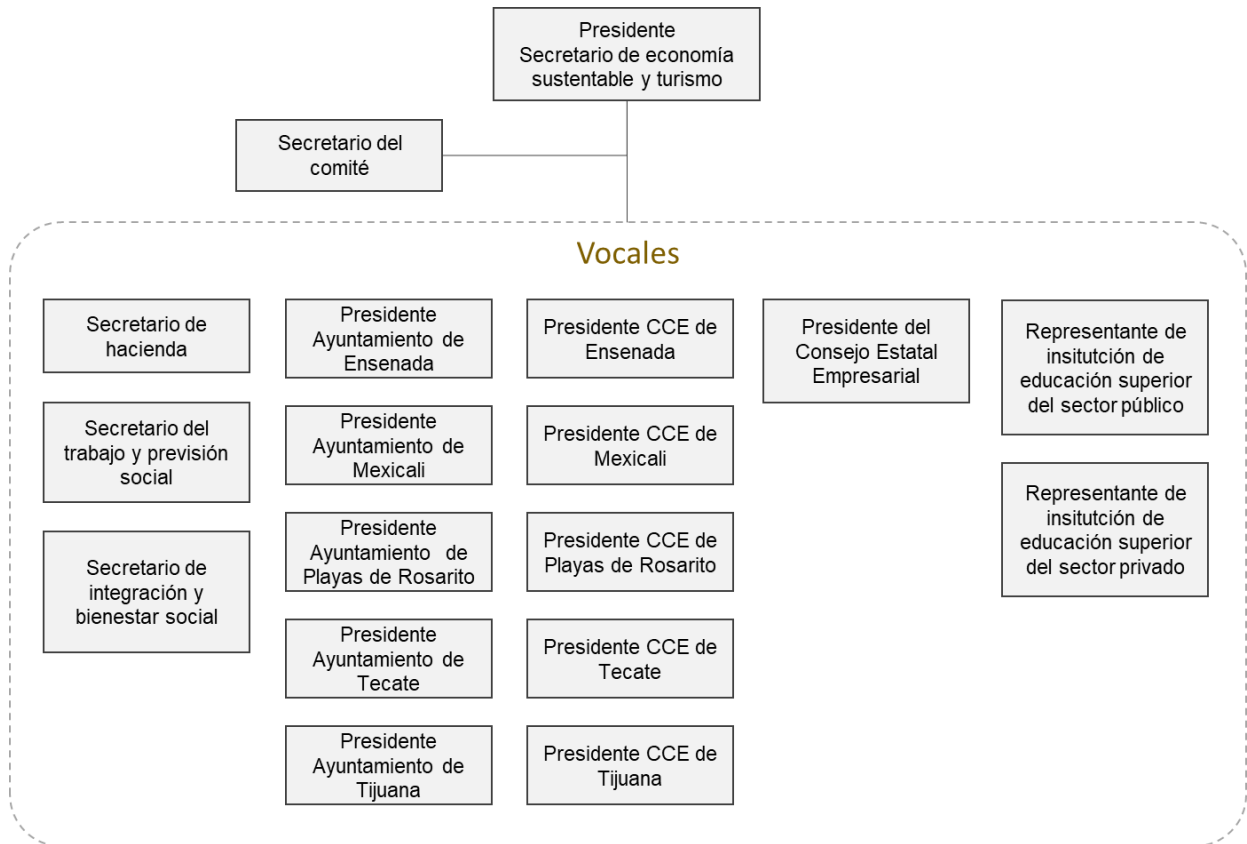 Presidente
Secretario de economía
sustentable y turismo
Secretario del
comité
Vocales
Secretario de
hacienda
Secretario del
trabajo y previsión
social
Secretario de
integración y
bienestar social
Presidente
Ayuntamiento de
Ensenada
Presidente
Ayuntamiento de
Mexicali
Presidente
Ayuntamiento de
Playas de Rosarito
Presidente
Ayuntamiento de
Tecate
Presidente
Ayuntamiento de
Tijuana
Presidente CCE de
Ensenada
Presidente CCE de
Mexicali
Presidente CCE de
Playas de Rosarito
Presidente CCE de
Tecate
Presidente CCE de
Tijuana
Presidente del
Consejo Estatal
Empresarial
Representante de
insitutción de
educación superior
del sector público
Representante de
insitutción de
educación superior
del sector privado